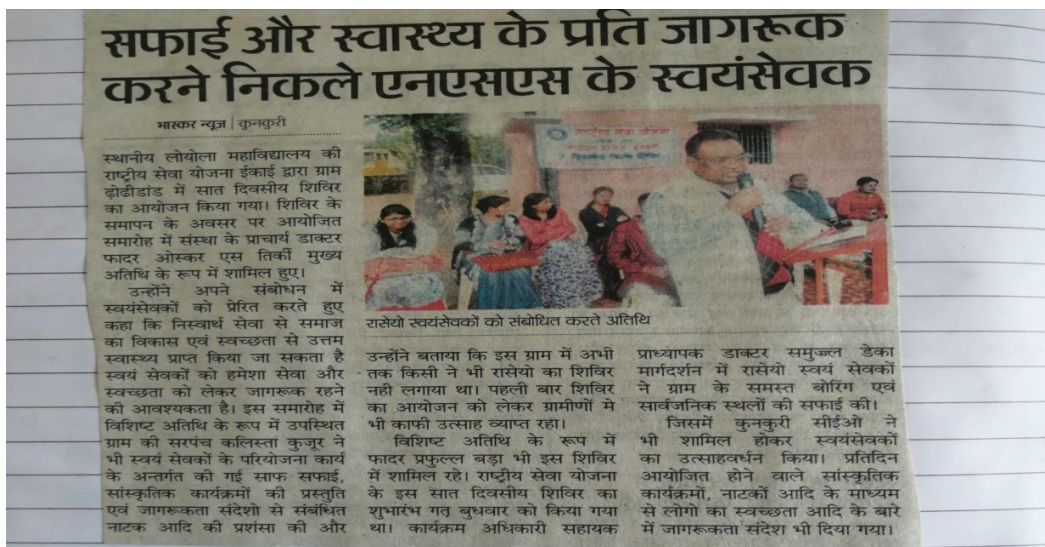 सफाई और स्वास्थ्य के प्रति जागरूक
करने निकले एनएसएस के स्वयंसेवक
भास्कर न्यूज | कुनकुरी
स्थानीय लोयोला महाविद्यालय की
राष्ट्रीय सेवा योजना ईकाई द्वारा ग्राम
ढ़ोढीडांड में सात दिवसीय शिविर
का आयोजन किया गया। शिविर के
समापन के अवसर पर आयोजित
समारोह में संस्था के प्राचार्य डाक्टर
फादर ओस्कर एस तिर्की मुख्य
अतिथि के रूप में शामिल हुए।
उन्होंने अपने संबोधन में
स्वयंसेवकों को प्रेरित करते हुए
कहा कि निस्वार्थ सेवा से समाज
का विकास एवं स्वच्छता से उत्तम
स्वास्थ्य प्राप्त किया जा सकता है
स्वयं सेवकों को हमेशा सेवा और
स्वच्छता को लेकर जागरूक रहने
की आवश्यकता है। इस समारोह में
विशिष्ट अतिथि के रूप में उपस्थित
ग्राम की सरपंच कलिस्ता कुजूर ने
भी स्वयं सेवकों के परियोजना कार्य
के अन्तर्गत की गई साफ सफाई,
सांस्कृतिक कार्यक्रमों की प्रस्तुति
एवं जागरूकता संदेशो से संबंधित
नाटक आदि की प्रशंसा की और
राष्ट्रीय सेवा योजना
7 दिवसीय विशेष शिविर
रासेयो स्वयंसेवकों को संबोधित करते अतिथि
उन्होंने बताया कि इस ग्राम में अभी
तक किसी ने भी रासेयो का शिविर
नही लगाया था। पहली बार शिविर
का आयोजन को लेकर ग्रामीणों मे
भी काफी उत्साह व्याप्त रहा।
विशिष्ट अतिथि के रूप में
फादर प्रफुल्ल बड़ा भी इस शिविर
में शामिल रहे। राष्ट्रीय सेवा योजना
के इस सात दिवसीय शिविर का
शुभारंभ गत् बुधवार को किया गया
था। कार्यक्रम अधिकारी सहायक
प्राध्यापक डाक्टर समुज्ज्ल डेका
मार्गदर्शन में रासेयो स्वयं सेवकों
ने ग्राम के समस्त बोरिंग एवं
सार्वजनिक स्थलों की सफाई की।
जिसमें कुनकुरी सीईओ ने
भी शामिल होकर स्वयंसेवकों
का उत्साहवर्धन किया। प्रतिदिन
आयोजित होने वाले सांस्कृतिक
कार्यक्रमों, नाटकों आदि के माध्यम
से लोगो का स्वच्छता आदि के बारे
में जागरूकता संदेश भी दिया गया।